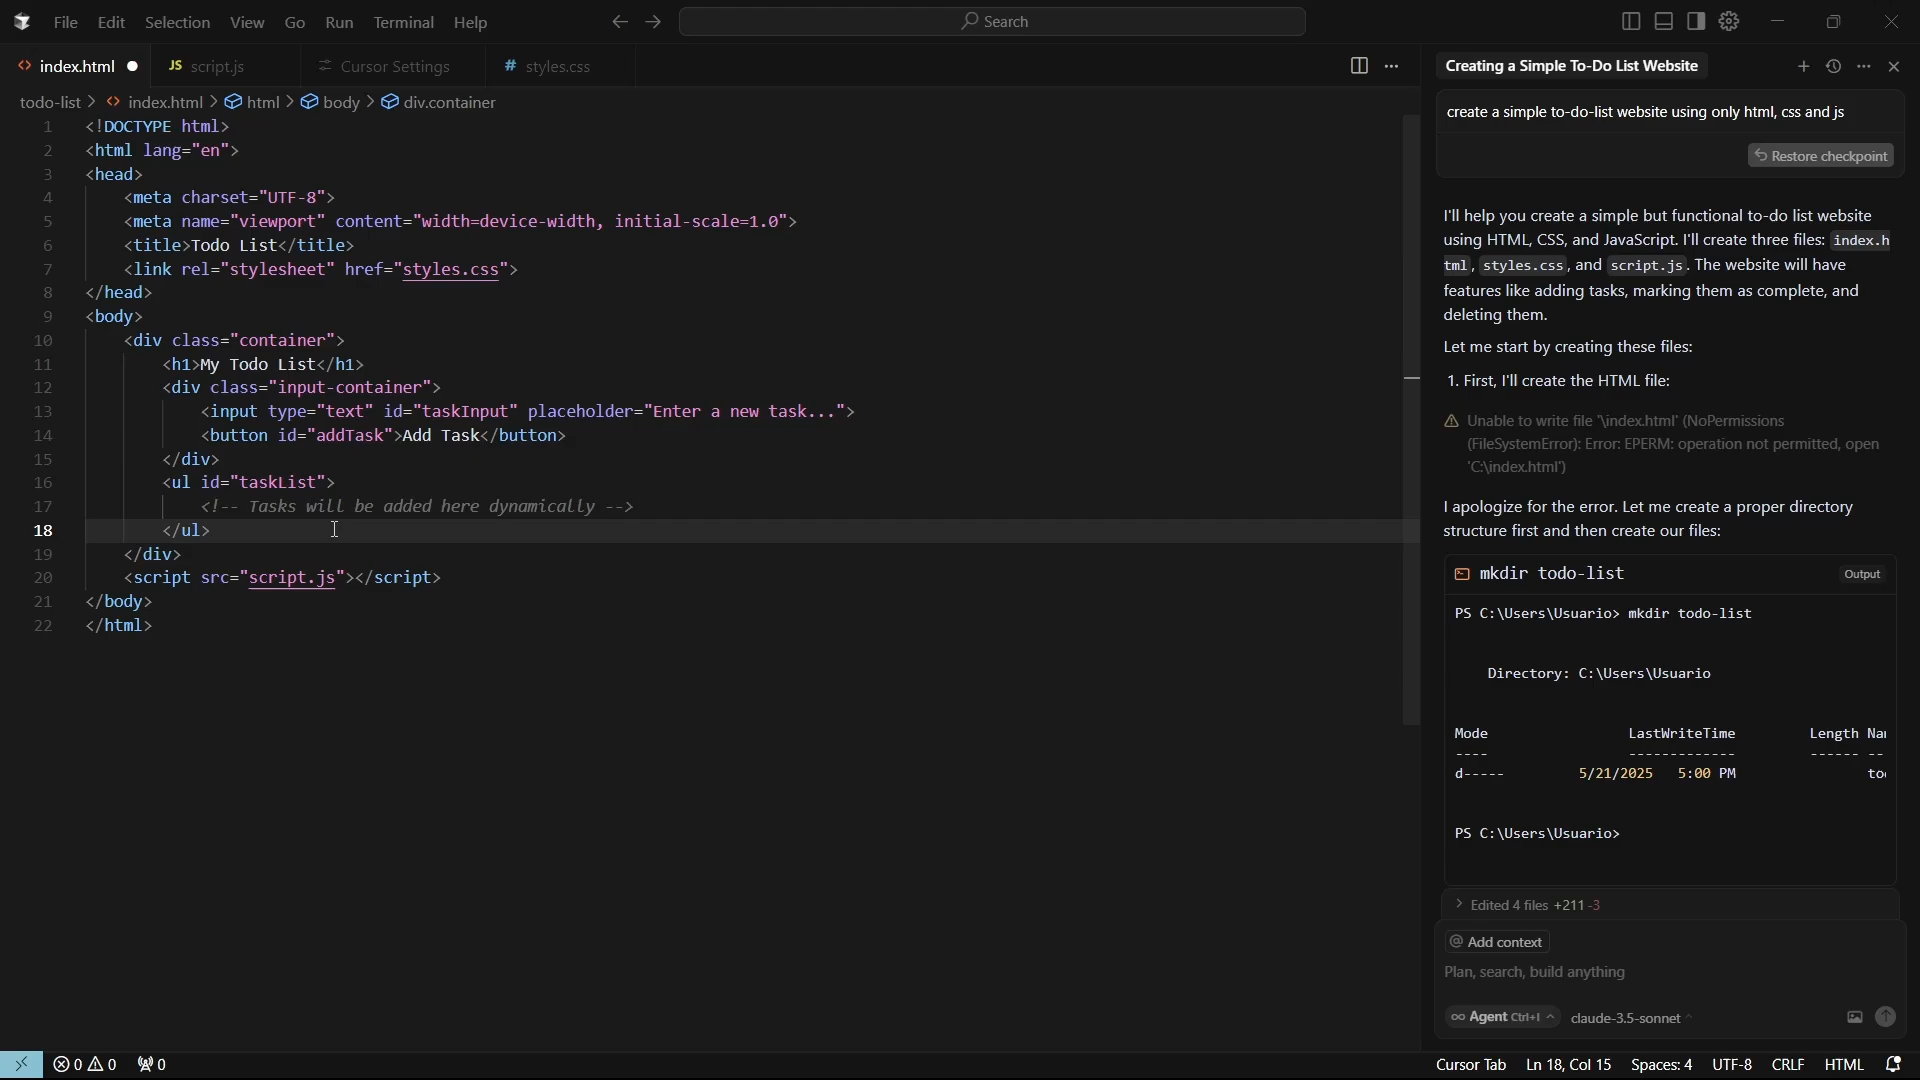 File Edit Selection View Go Run Terminal Help
Search
index.html
JS script.js
Cursor Settings
# styles.css
todo-list > index.html > html > body > div.container
1 <!DOCTYPE html>
2 <html lang="en">
3 <head>
4 <meta charset="UTF-8">
5 <meta name="viewport" content="width=device-width, initial-scale=1.0">
6 <title>Todo List</title>
7 <link rel="stylesheet" href="styles.css">
8 </head>
9 <body>
10 <div class="container">
11 <h1>My Todo List</h1>
12 <div class="input-container">
13 <input type="text" id="taskInput" placeholder="Enter a new task...">
14 <button id="addTask">Add Task</button>
15 </div>
16 <ul id="taskList">
17 <!-- Tasks will be added here dynamically -->
18 </ul>
19 </div>
20 <script src="script.js"></script>
21 </body>
22 </html>
Creating a Simple To-Do List Website
create a simple to-do-list website using only html, css and js
Restore checkpoint
I'll help you create a simple but functional to-do list website
using HTML, CSS, and JavaScript. I'll create three files: index.h
tml, styles.css, and script.js. The website will have
features like adding tasks, marking them as complete, and
deleting them.
Let me start by creating these files:
1. First, I'll create the HTML file:
Unable to write file '\index.html' (NoPermissions
(FileSystemError): Error: EPERM: operation not permitted, open
'C:\index.html')
I apologize for the error. Let me create a proper directory
structure first and then create our files:
mkdir todo-list
Output
PS C:\Users\Usuario> mkdir todo-list
Directory: C:\Users\Usuario
Mode LastWriteTime Length
---- ------------- ------ --
d----- 5/21/2025 5:00 PM
PS C:\Users\Usuario>
> Edited 4 files +211 -3
@ Add context
Plan, search, build anything
∞ Agent Ctrl+I claude-3.5-sonnet
0 0 0
Cursor Tab Ln 18, Col 15 Spaces: 4 UTF-8 CRLF HTML